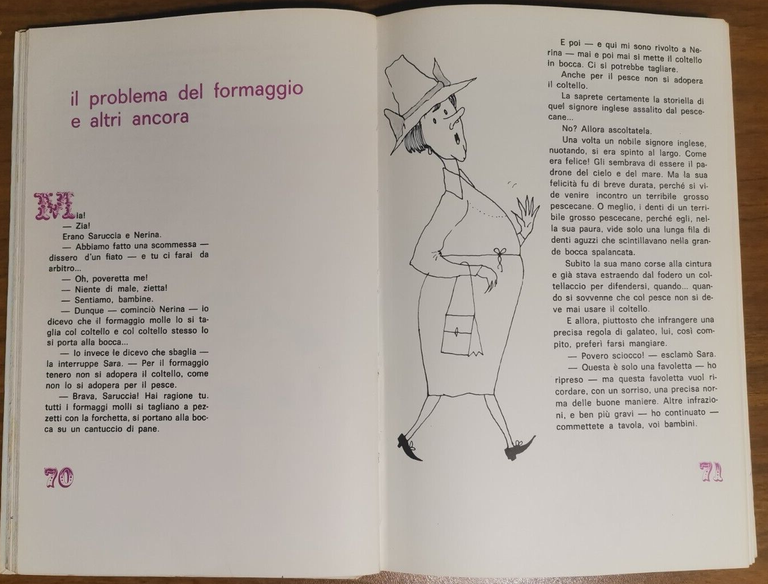 il problema del formaggio
e altri ancora
Mia!
— Zia!
Erano Saruccia e Nerina.
— Abbiamo fatto una scommessa —
dissero d'un fiato — e tu ci farai da
arbitro...
— Oh, poveretta me!
— Niente di male, zietta!
— Sentiamo, bambine.
— Dunque — cominciò Nerina — io
dicevo che il formaggio molle lo si ta-
glia col coltello e col coltello stesso lo
si porta alla bocca...
— Io invece le dicevo che sbaglia —
la interruppe Sara. — Per il formaggio
tenero non si adopera il coltello, come
non lo si adopera per il pesce.
— Brava, Saruccia! Hai ragione tu.
tutti i formaggi molli si tagliano a pez-
zetti con la forchetta, si portano alla boc-
ca su un cantuccio di pane.
70
E poi — e qui mi sono rivolto a Ne-
rina — mai e poi mai si mette il coltello
in bocca. Ci si potrebbe tagliare.
Anche per il pesce non si adopera
il coltello.
La saprete certamente la storiella di
quel signore inglese assalito dal pesce-
cane...
No? Allora ascoltatela.
Una volta un nobile signore inglese,
nuotando, si era spinto al largo. Come
era felice! Gli sembrava di essere il pa-
drone del cielo e del mare. Ma la sua
felicità fu di breve durata, perché si vi-
de venire incontro un terribile grosso
pescecane. O meglio, i denti di un terri-
bile grosso pescecane, perché egli, nel-
la sua paura, vide solo una lunga fila di
denti aguzzi che scintillavano nella gran-
de bocca spalancata.
Subito la sua mano corse alla cintura
e già stava estraendo dal fodero un col-
tellaccio per difendersi, quando... quan-
do si sovvenne che col pesce non si de-
ve mai usare il coltello.
E allora, piuttosto che infrangere una
precisa regola di galateo, lui, così com-
pito, preferì farsi mangiare.
— Povero sciocco! — esclamò Sara.
— Questa è solo una favoletta — ho
ripreso — ma questa favoletta vuol ri-
cordare, con un sorriso, una precisa nor-
ma delle buone maniere. Altre infrazio-
ni, e ben più gravi — ho continuato —
commettete a tavola, voi bambini.
71